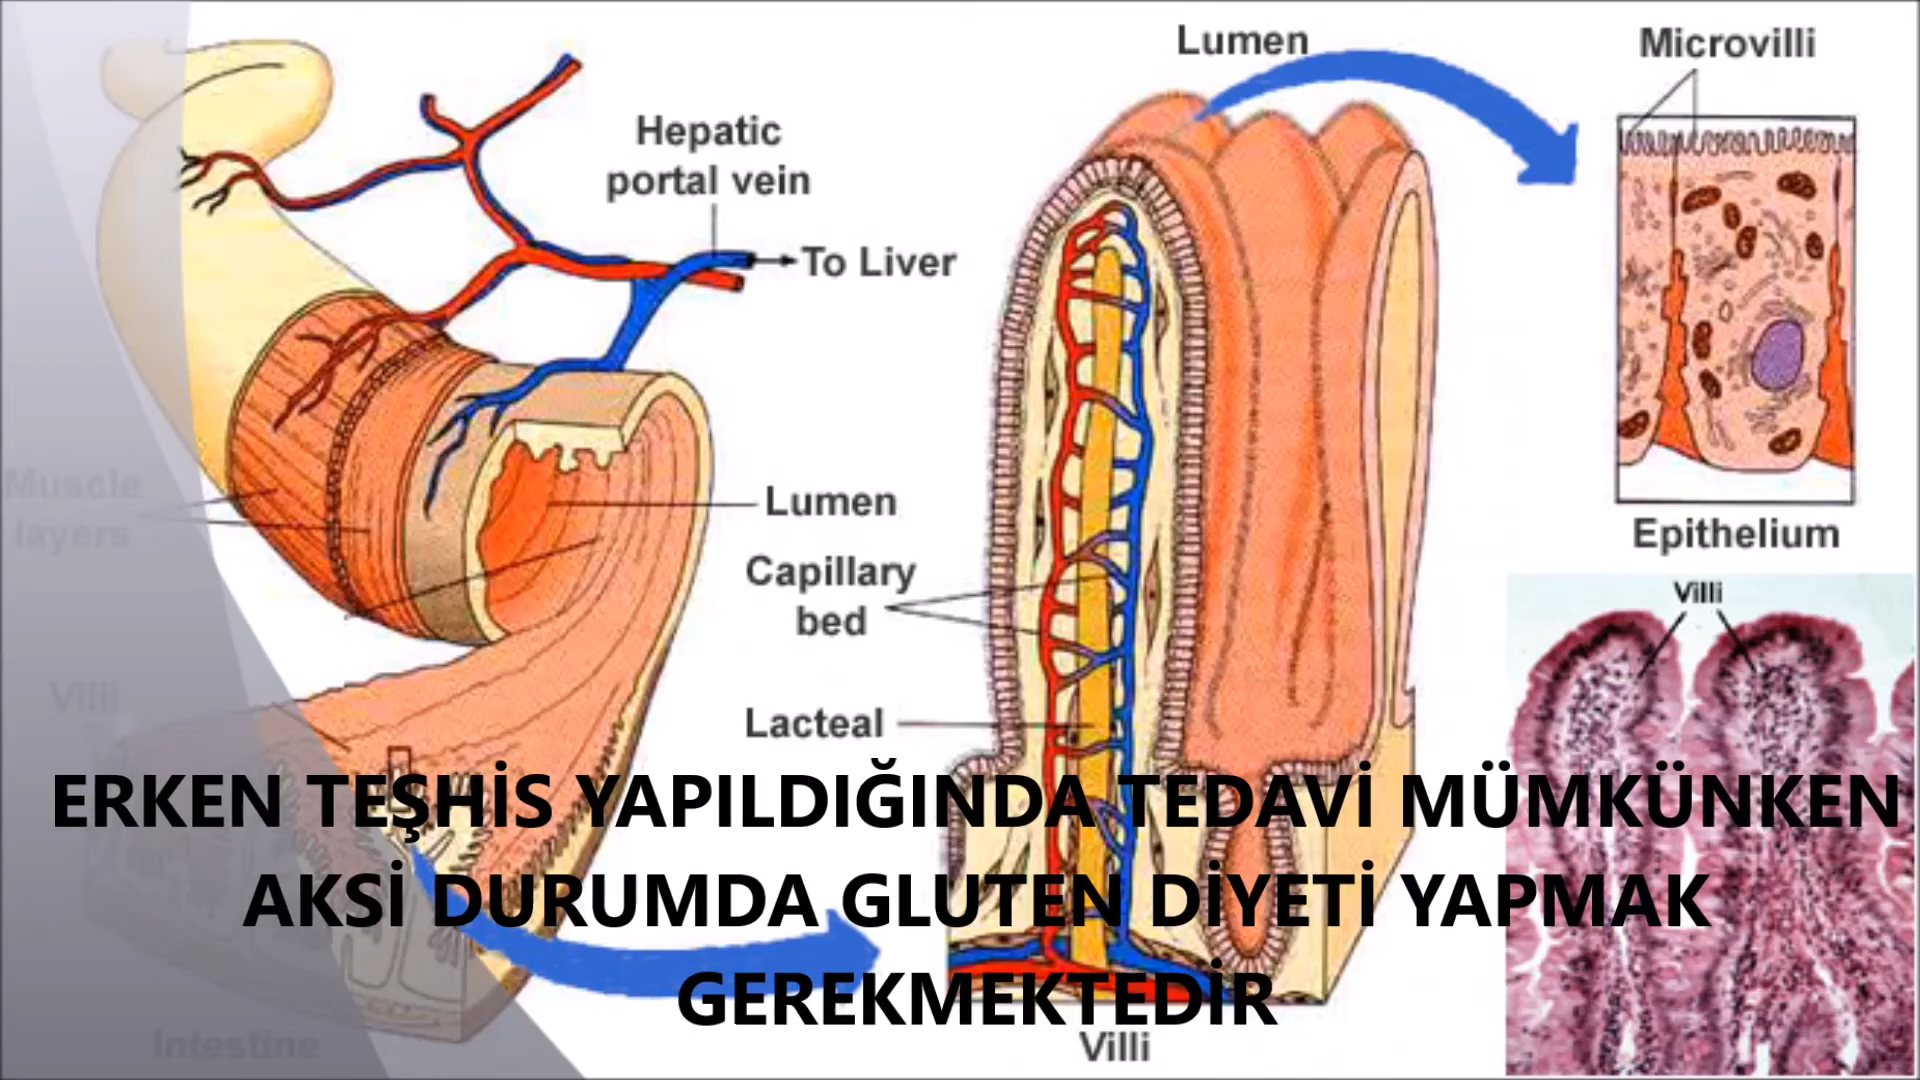 Lumen
Microvilli
Hepatic
portal vein
To Liver
Muscle
layers
Lumen
Capillary
bed
Epithelium
Villi
Villi
Lacteal
ERKEN TEŞHİS YAPILDIĞINDA TEDAVİ MÜMKÜNKEN
AKSİ DURUMDA GLUTEN DİYETİ YAPMAK
GEREKMEKTEDİR
Intestine
Villi